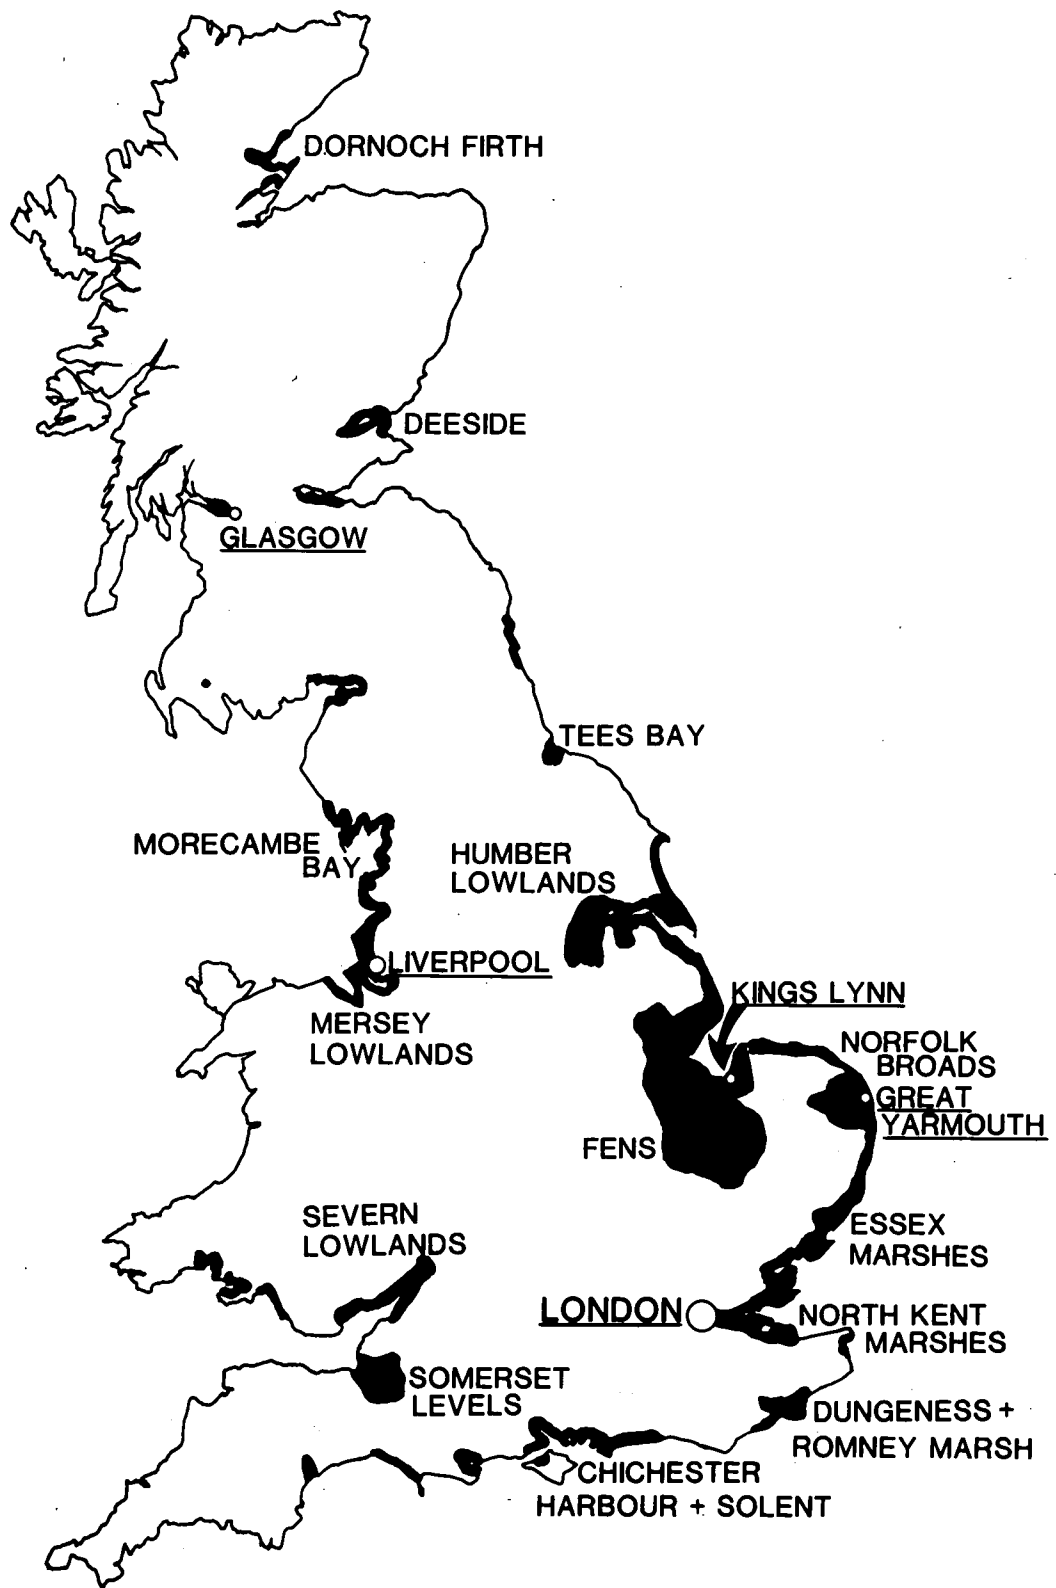 DORNOCH FIRTH
DEESIDE
GLASGOW
TEES BAY
MORECAMBE
BAY
HUMBER
LOWLANDS
LIVERPOOL
KINGS LYNN
MERSEY
LOWLANDS
NORFOLK
BROADS
GREAT
YARMOUTH
FENS
SEVERN
LOWLANDS
ESSEX
MARSHES
LONDON
NORTH KENT
MARSHES
SOMERSET
LEVELS
DUNGENESS +
ROMNEY MARSH
CHICHESTER
HARBOUR + SOLENT